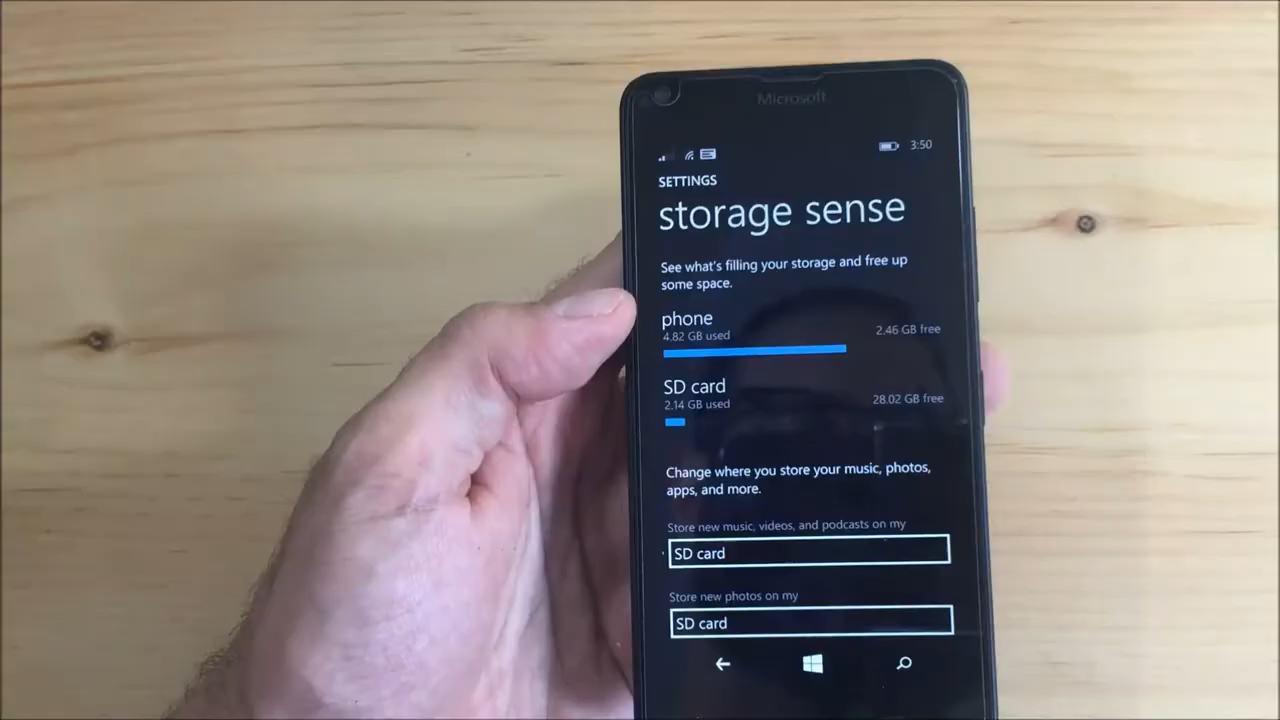 Microsoft
3:50
SETTINGS
storage sense
See what's filling your storage and free up
some space.
phone
4.82 GB used
2.46 GB free
SD card
2.14 GB used
28.02 GB free
Change where you store your music, photos,
apps, and more.
Store new music, videos, and podcasts on my
SD card
Store new photos on my
SD card